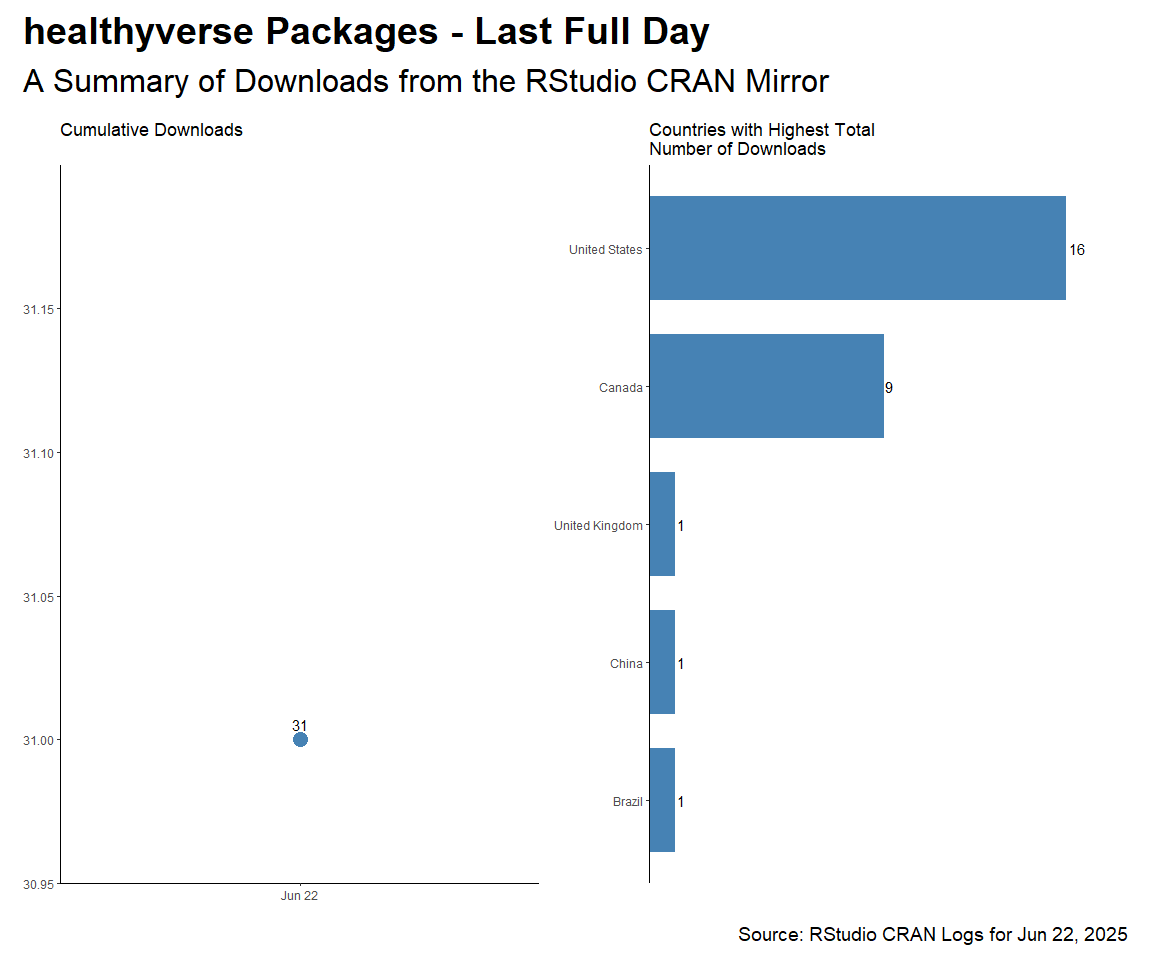 healthyverse Packages - Last Full Day
A Summary of Downloads from the RStudio CRAN Mirror
Cumulative Downloads
31.15
31.10
31.05
31.00
30.95
31
Jun 22
Countries with Highest Total
Number of Downloads
United States
16
Canada
9
United Kingdom
1
China
1
Brazil
1
Source: RStudio CRAN Logs for Jun 22, 2025